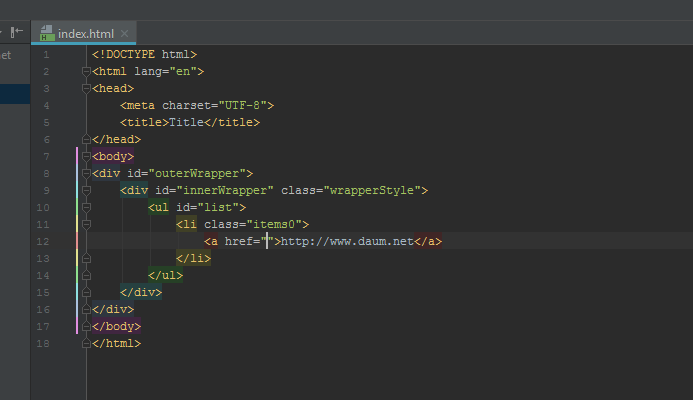 et
index.html
H
1 <!DOCTYPE html>
2 <html lang="en">
3 <head>
4 <meta charset="UTF-8">
5 <title>Title</title>
6 </head>
7 <body>
8 <div id="outerWrapper">
9 <div id="innerWrapper" class="wrapperStyle">
10 <ul id="list">
11 <li class="items0">
12 <a href="">http://www.daum.net</a>
13 </li>
14 </ul>
15 </div>
16 </div>
17 </body>
18 </html>